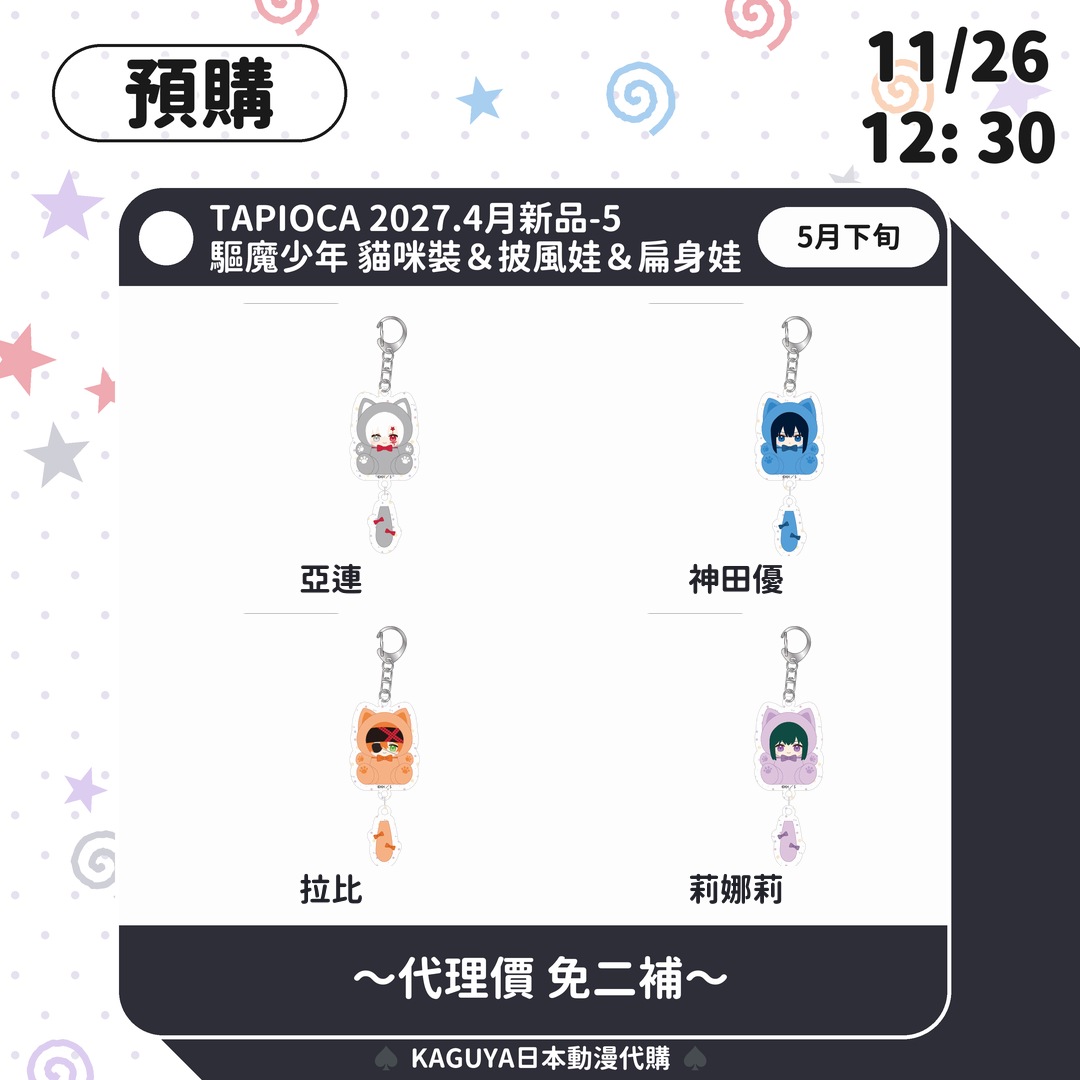 預購
11/26
12: 30
TAPIOCA 2027.4月新品-5
驅魔少年 貓咪裝＆披風娃＆扁身娃
5月下旬
亞連
神田優
拉比
莉娜莉
～代理價 免二補～
KAGUYA日本動漫代購